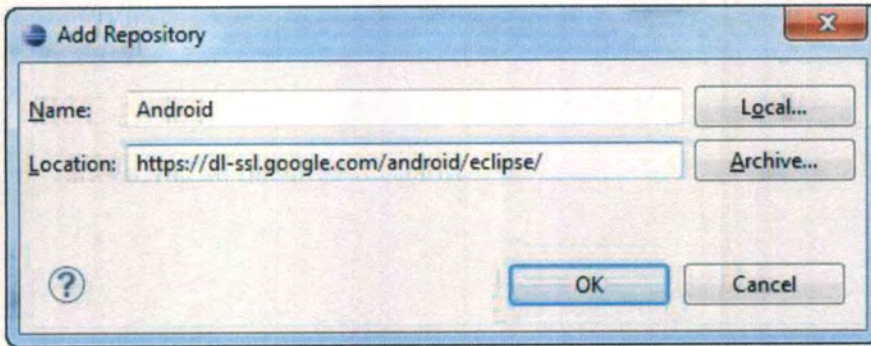 Add Repository
Name: Android Local...
Location: https://dl-ssl.google.com/android/eclipse/ Archive...
? OK Cancel